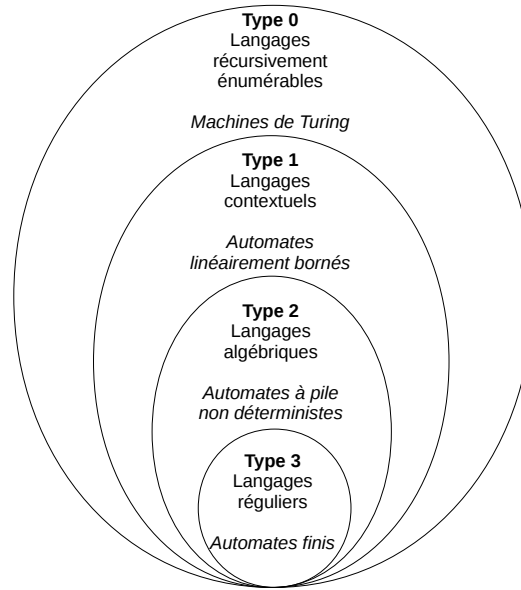 Type 0
Langages
récursivement
énumérables
Machines de Turing
Type 1
Langages
contextuels
Automates
linéairement bornés
Type 2
Langages
algébriques
Automates à pile
non déterministes
Type 3
Langages
réguliers
Automates finis